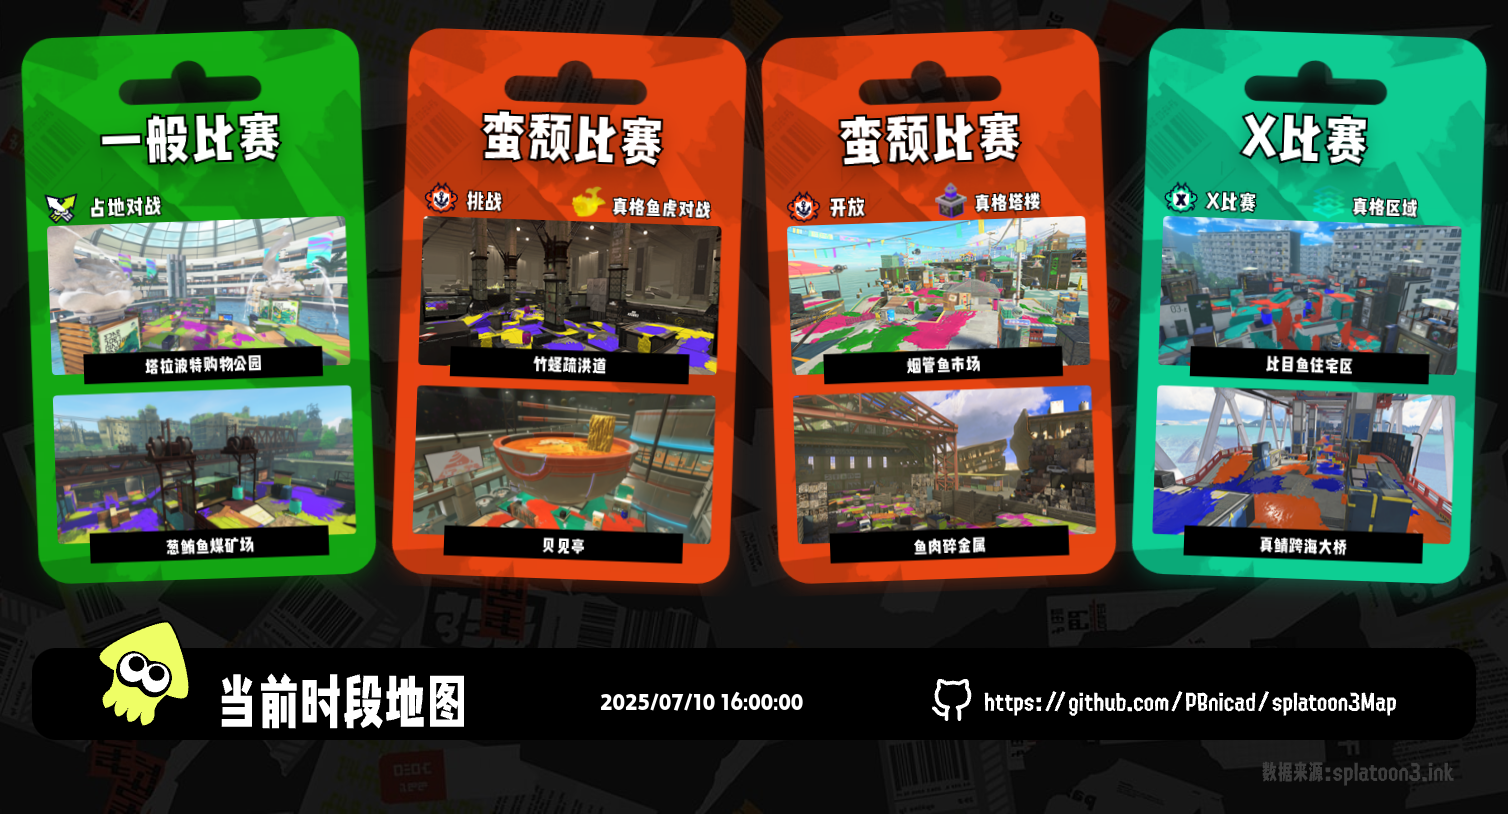 一般比赛
占地对战
塔拉波特购物公园
葱鲔鱼煤矿场
蛮颓比赛
挑战
真格鱼虎对战
竹蛏疏洪道
贝见亭
蛮颓比赛
开放
真格塔楼
烟管鱼市场
鱼肉碎金属
X比赛
X比赛
真格区域
比目鱼住宅区
真鲭跨海大桥
当前时段地图
2025/07/10 16:00:00
https://github.com/PBnicad/splatoon3Map
数据来源:splatoon3.ink